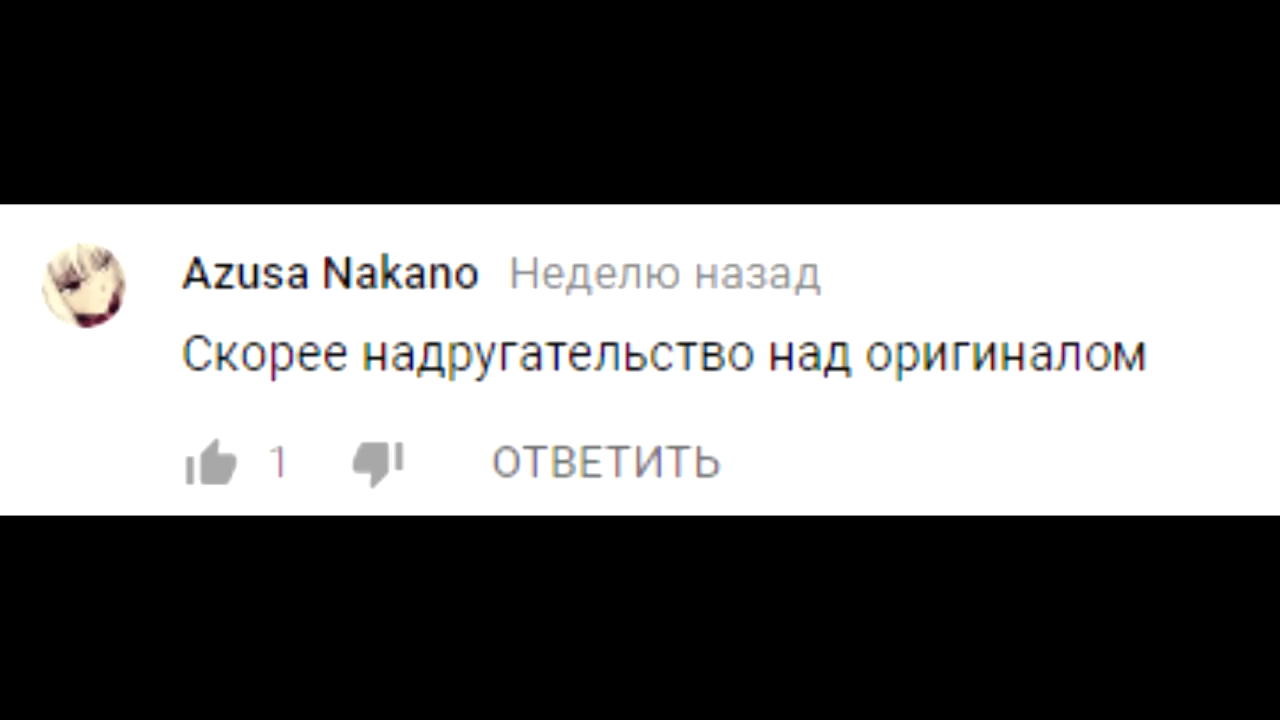 Azusa Nakano Неделю назад
Скорее надругательство над оригиналом
1 ОТВЕТИТЬ